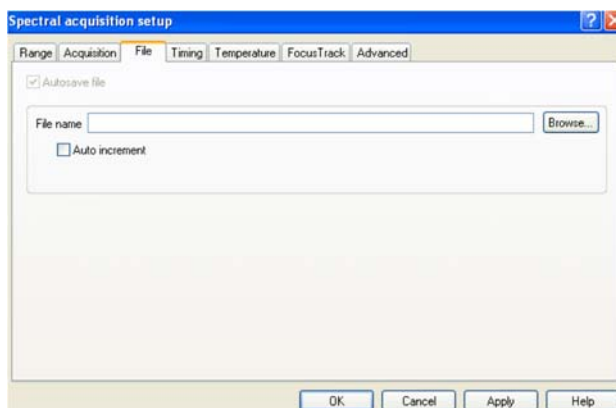 Spectral acquisition setup
Range Acquisition File Timing Temperature FocusTrack Advanced
Autosave file
File name Browse...
Auto increment
OK Cancel Apply Help